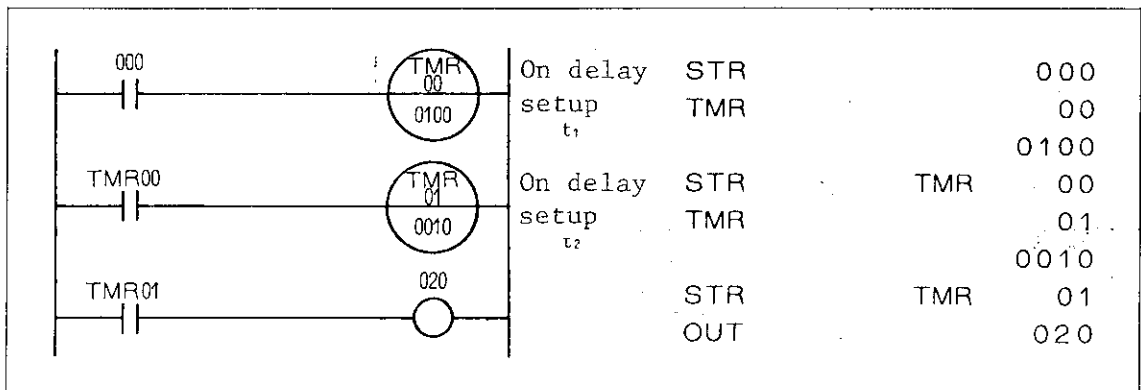 000
TMR
00
0100
On delay STR 000
setup TMR 00
t₁
0100
TMR00
TMR
01
0010
On delay STR TMR 00
setup TMR 01
t₂
0010
TMR01
020
STR TMR 01
OUT 020